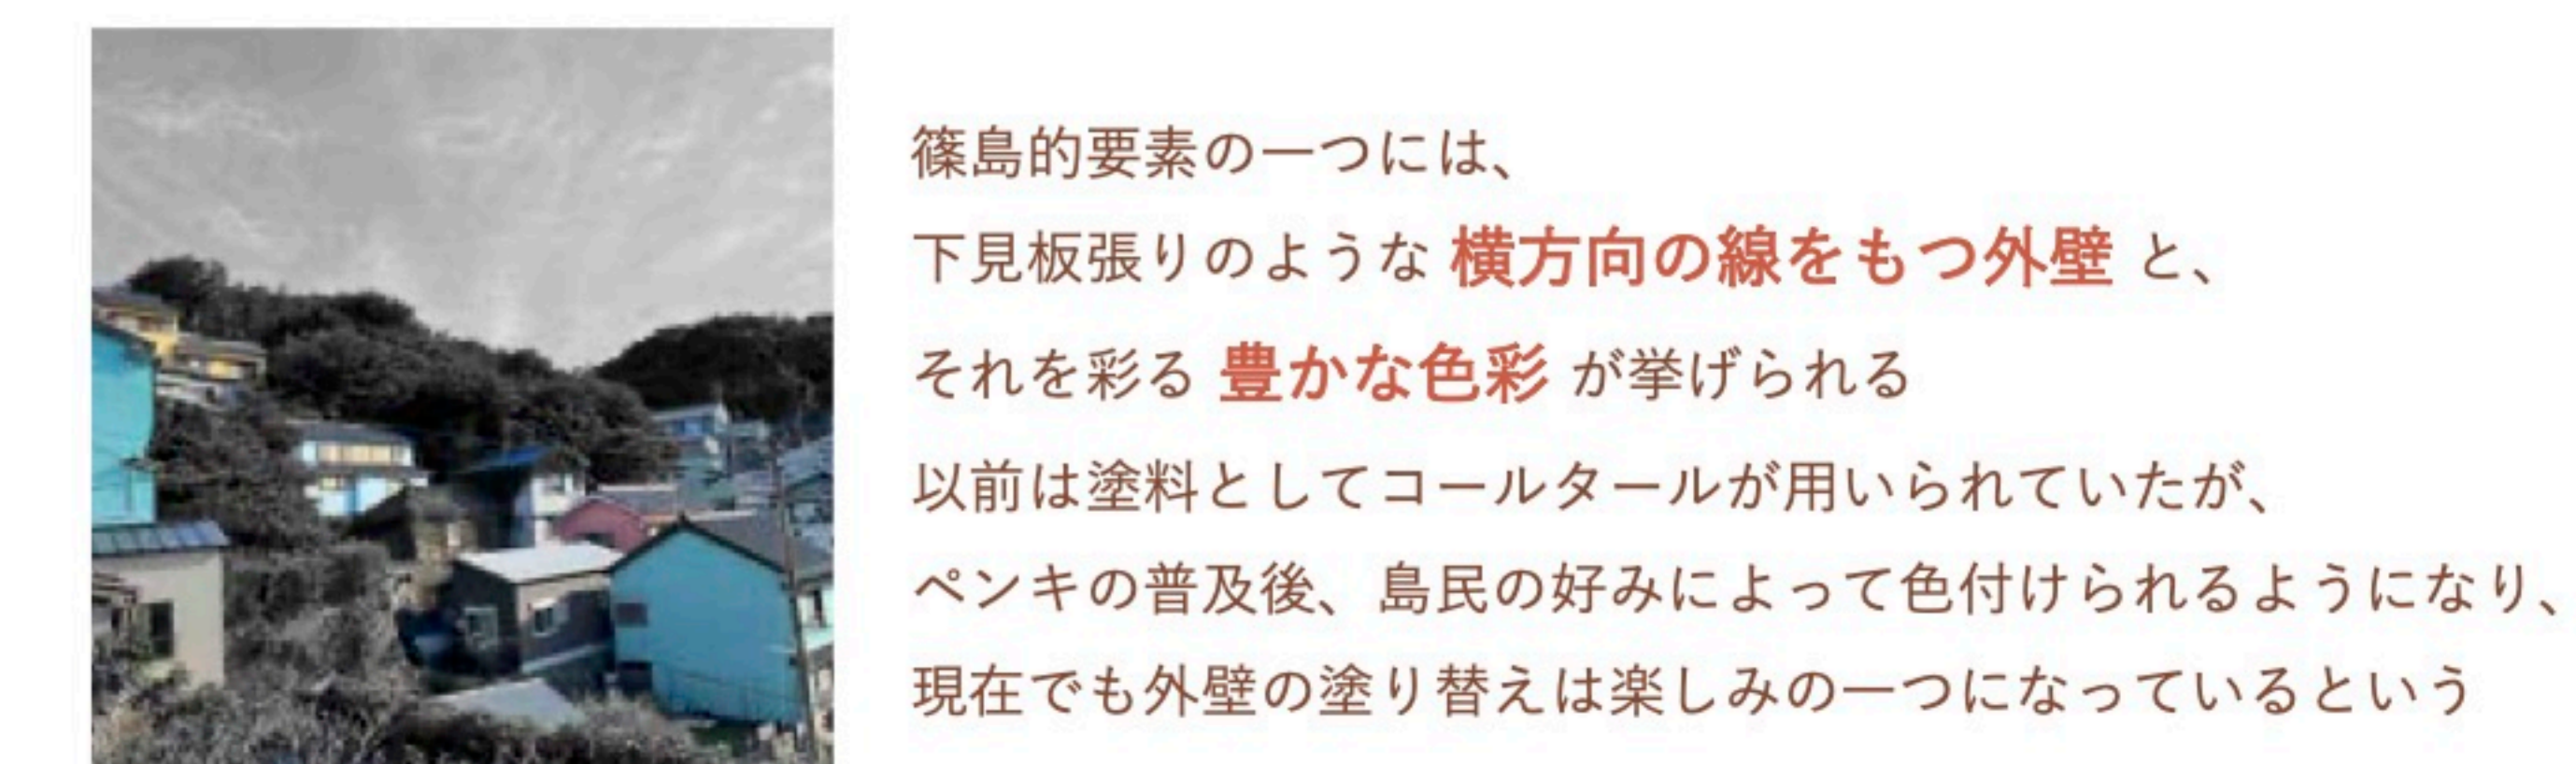 篠島的要素の一つには、
下見板張りのような 横方向の線をもつ外壁 と、
それを彩る 豊かな色彩 が挙げられる
以前は塗料としてコールタールが用いられていたが、
ペンキの普及後、島民の好みによって色付けられるようになり、
現在でも外壁の塗り替えは楽しみの一つになっているという